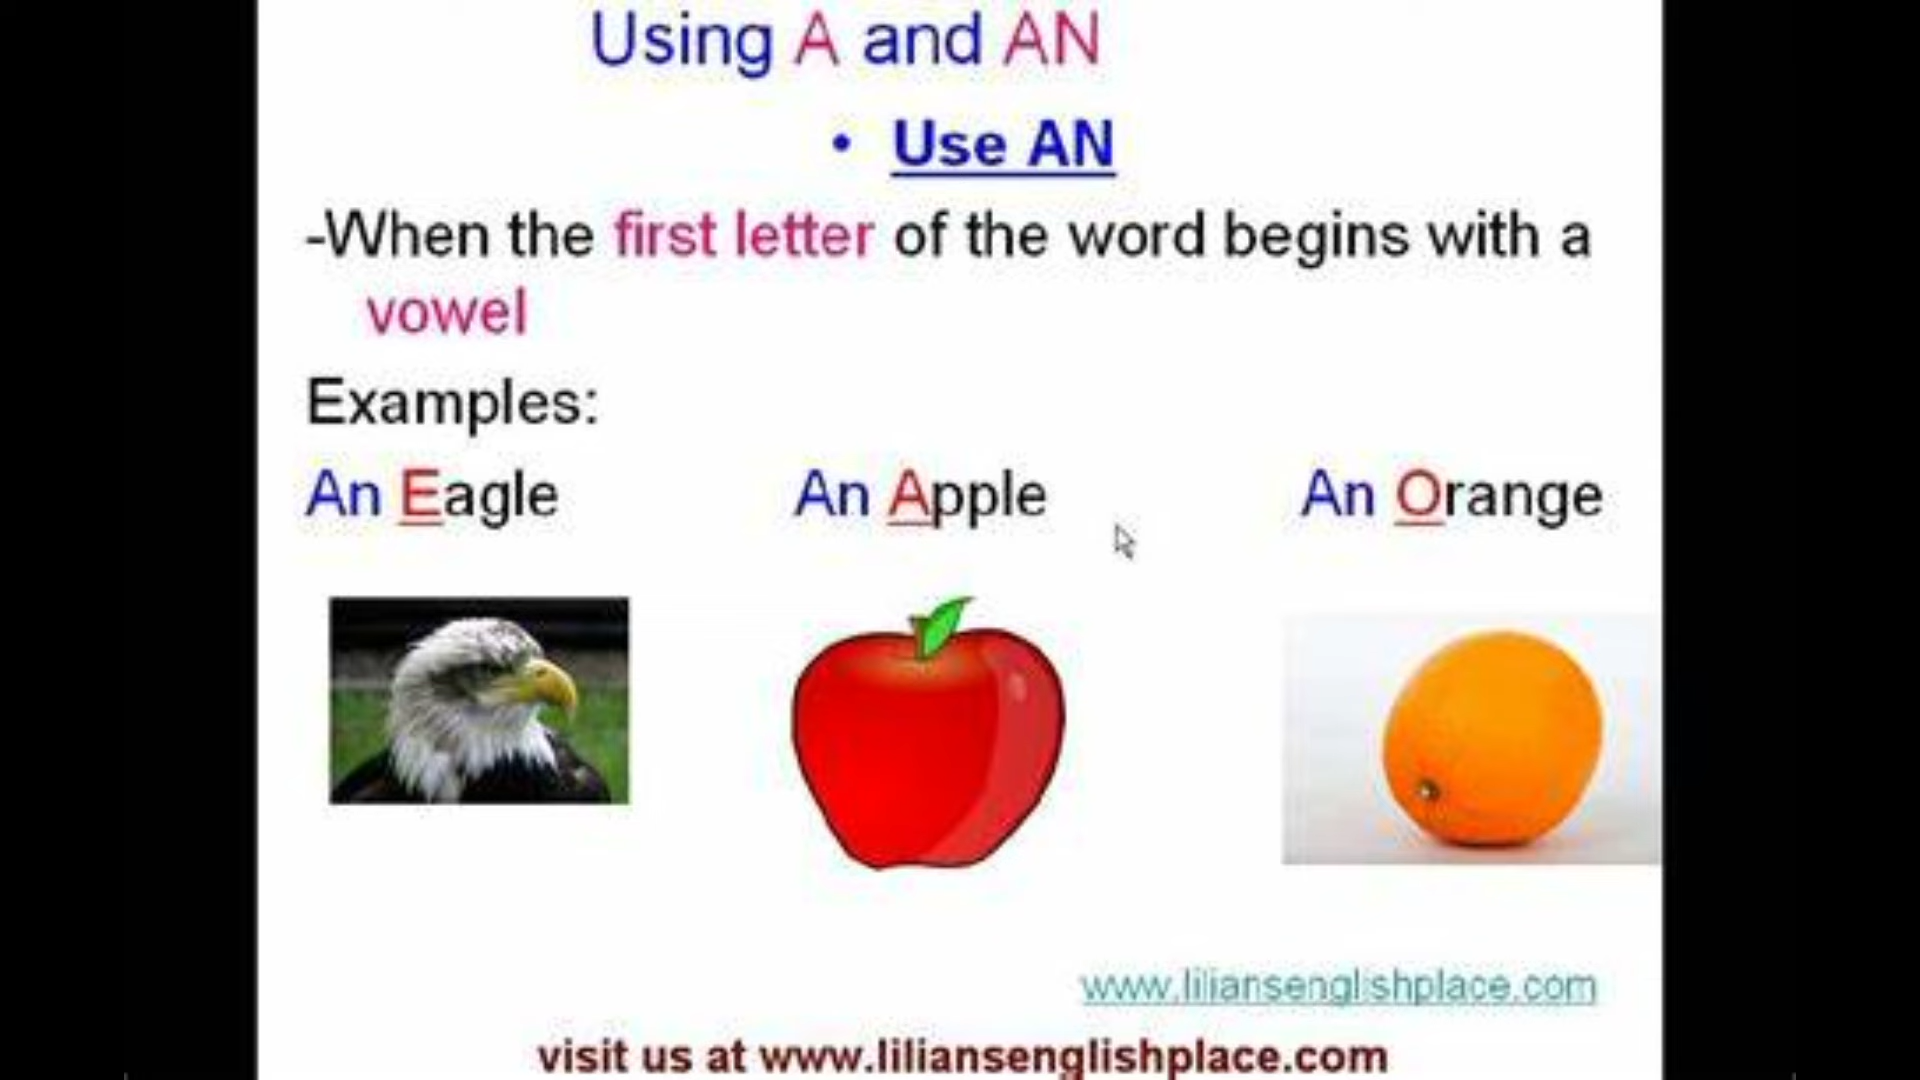 Using A and AN
• Use AN
-When the first letter of the word begins with a
vowel
Examples:
An Eagle An Apple An Orange
www.liliansenglishplace.com
visit us at www.liliansenglishplace.com